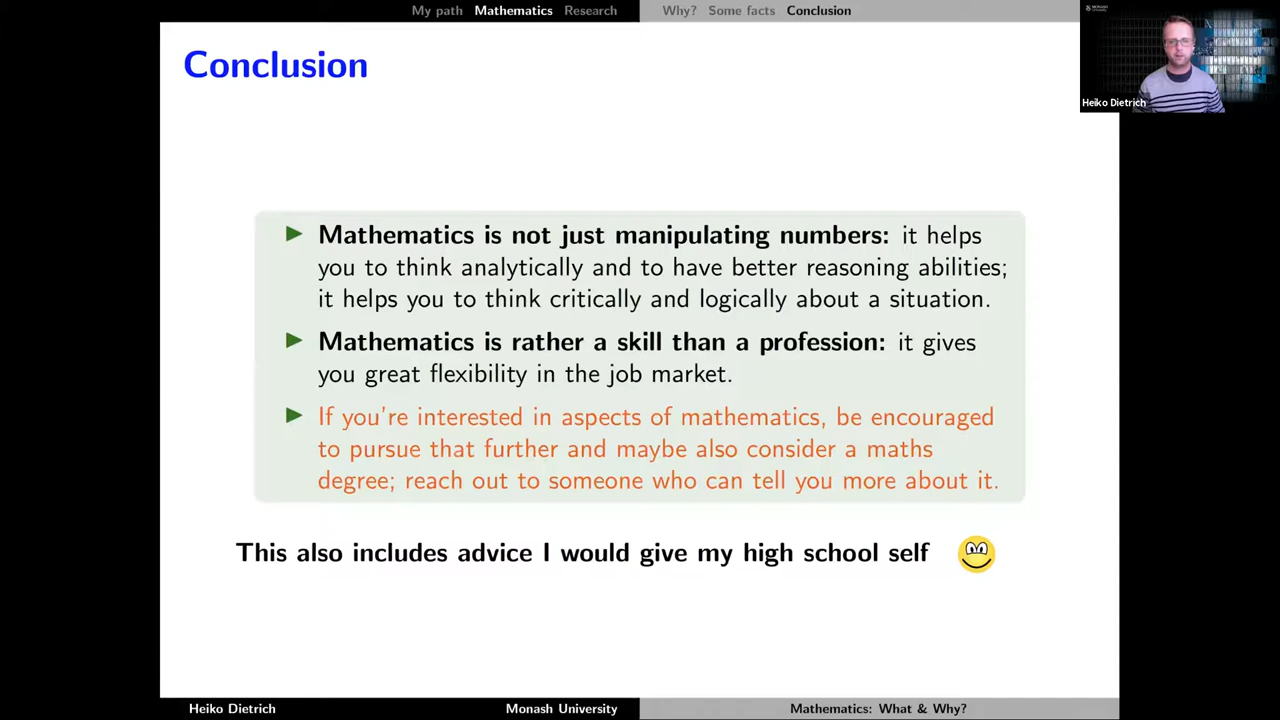 My path Mathematics Research Why? Some facts Conclusion
MONASH University
Conclusion
Heiko Dietrich
Mathematics is not just manipulating numbers: it helps
you to think analytically and to have better reasoning abilities;
it helps you to think critically and logically about a situation.
Mathematics is rather a skill than a profession: it gives
you great flexibility in the job market.
If you're interested in aspects of mathematics, be encouraged
to pursue that further and maybe also consider a maths
degree; reach out to someone who can tell you more about it.
This also includes advice I would give my high school self
Heiko Dietrich Monash University Mathematics: What & Why?